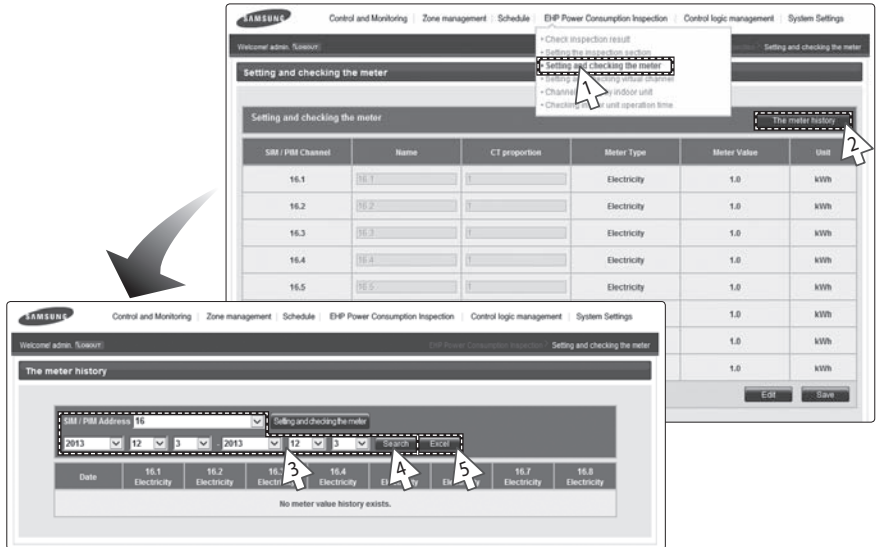 SAMSUNG Control and Monitoring | Zone management | Schedule | EHP Power Consumption Inspection | Control logic management | System Settings
Welcome! admin. LOGOUT Setting and checking the meter
• Check inspection result
• Setting the inspection section
• Setting and checking the meter
• Setting and checking virtual channel
• Channel by indoor unit
• Checking unit operation time
1
Setting and checking the meter
Setting and checking the meter The meter history
2
SIM / PIM Channel Name CT proportion Meter Type Meter Value Unit
16.1 16.1 1 Electricity 1.0 kWh
16.2 16.2 1 Electricity 1.0 kWh
16.3 16.3 1 Electricity 1.0 kWh
16.4 16.4 1 Electricity 1.0 kWh
16.5 16.5 1 Electricity 1.0 kWh
1.0 kWh
1.0 kWh
1.0 kWh
Edit Save
SAMSUNG Control and Monitoring | Zone management | Schedule | EHP Power Consumption Inspection | Control logic management | System Settings
Welcome! admin. LOGOUT EHP Power Consumption Inspection / Setting and checking the meter
The meter history
SIM / PIM Address 16 Setting and checking the meter
2013 12 3 - 2013 12 3 Search Excel
3 4 5
Date 16.1 16.2 16.4 16.7 16.8
Electricity Electricity Electricity Electricity Electricity
No meter value history exists.